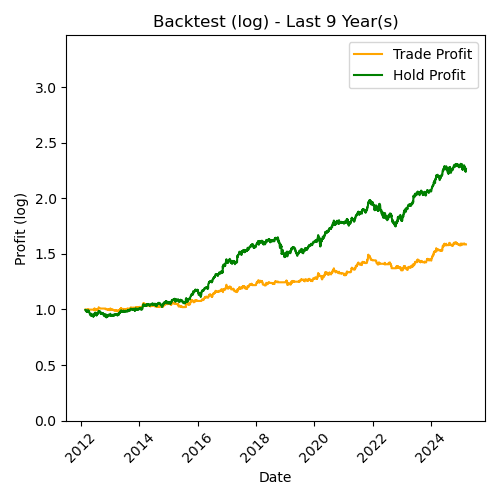 Backtest (log) - Last 9 Year(s)
Trade Profit
Hold Profit
Profit (log)
3.0
2.5
2.0
1.5
1.0
0.5
0.0
2012
2014
2016
2018
2020
2022
2024
Date